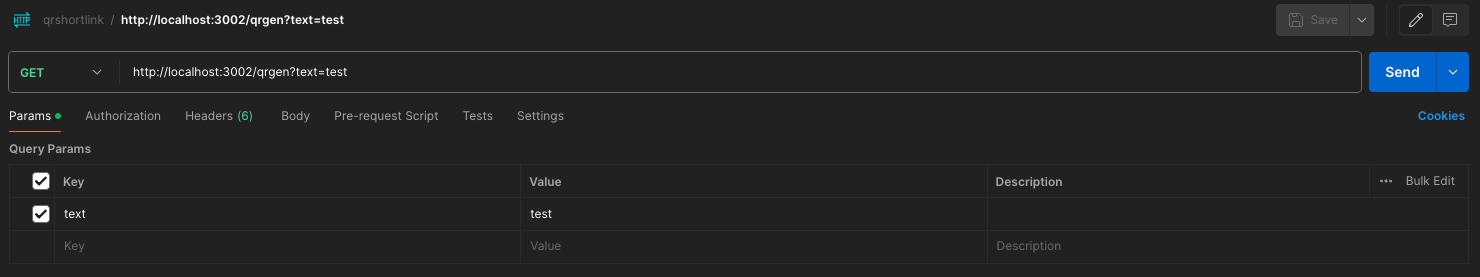 HTTP qrshortlink / http://localhost:3002/qrgen?text=test Save
GET http://localhost:3002/qrgen?text=test Send
Params Authorization Headers (6) Body Pre-request Script Tests Settings Cookies
Query Params
Key Value Description ••• Bulk Edit
text test
Key Value Description